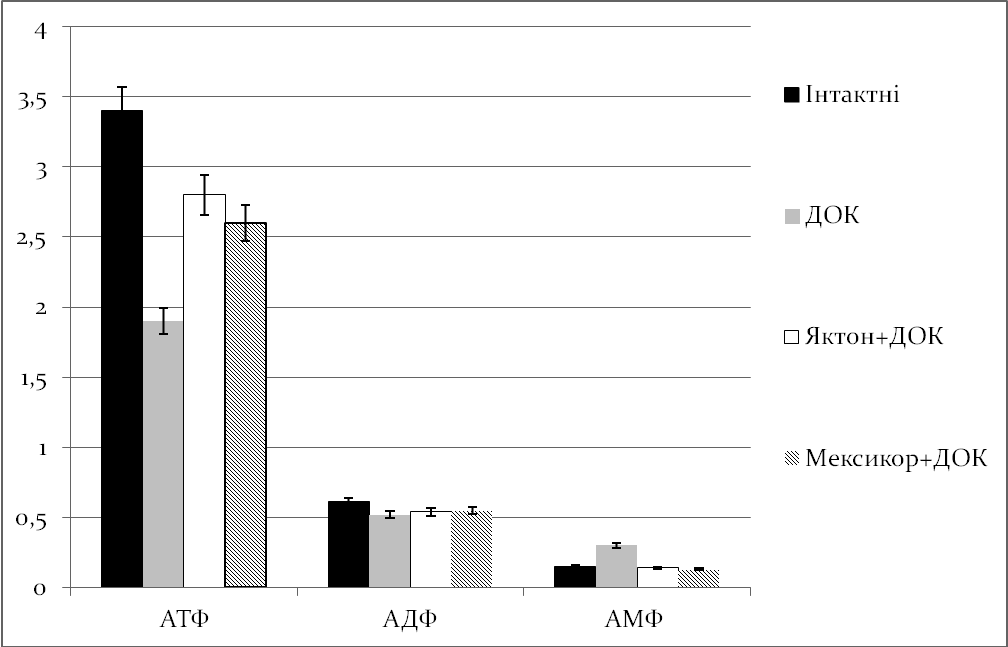 4
3,5
3
2,5
2
1,5
1
0,5
0
АТФ
АДФ
АМФ
Інтактні
ДОК
Яктон+ДОК
Мексикор+ДОК